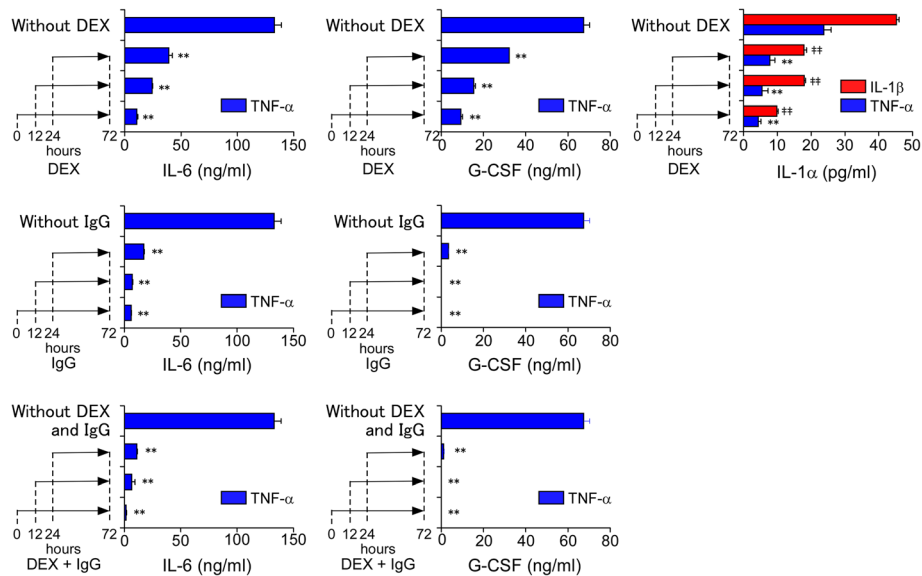 Without DEX
**
**
**
TNF-α
0 12 24 72
hours
DEX
0 50 100 150
IL-6 (ng/ml)
Without DEX
**
**
**
TNF-α
0 12 24 72
hours
DEX
0 20 40 60 80
G-CSF (ng/ml)
Without DEX
‡‡
**
‡‡
**
‡‡
**
IL-1β
TNF-α
0 12 24 72
hours
DEX
0 10 20 30 40 50
IL-1α (pg/ml)
Without IgG
**
**
**
TNF-α
0 12 24 72
hours
IgG
0 50 100 150
IL-6 (ng/ml)
Without IgG
**
**
**
TNF-α
0 12 24 72
hours
IgG
0 20 40 60 80
G-CSF (ng/ml)
Without DEX
and IgG
**
**
**
TNF-α
0 12 24 72
hours
DEX + IgG
0 50 100 150
IL-6 (ng/ml)
Without DEX
and IgG
**
**
**
TNF-α
0 12 24 72
hours
DEX + IgG
0 20 40 60 80
G-CSF (ng/ml)